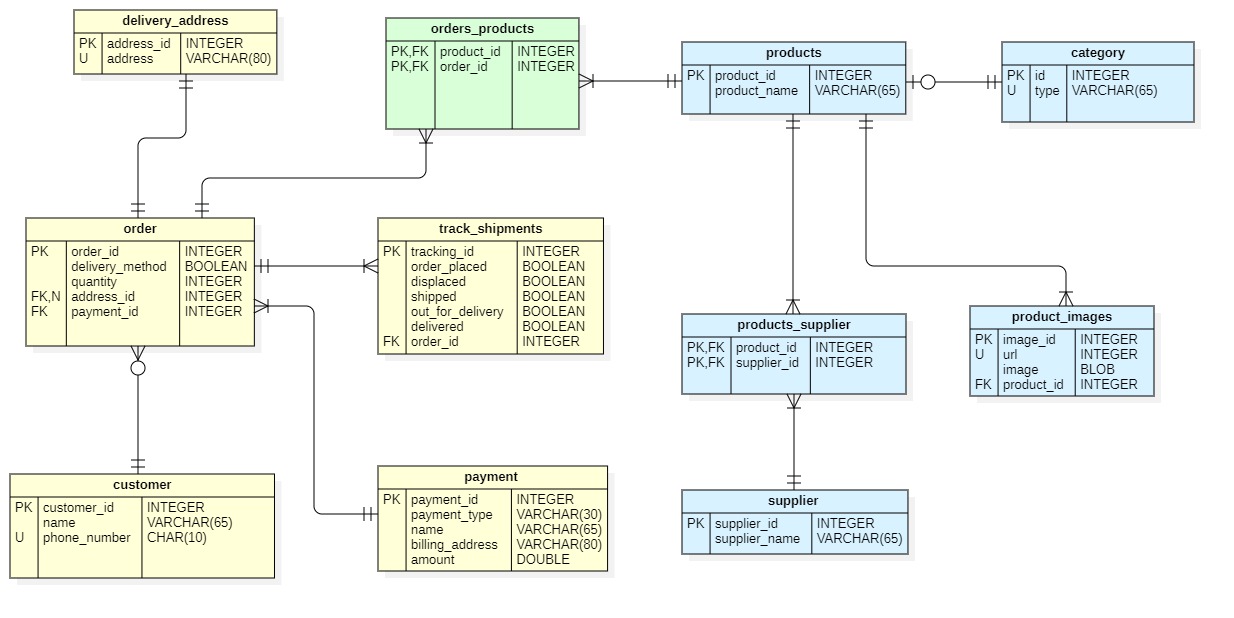 delivery_address
PK address_id INTEGER
U address VARCHAR(80)
orders_products
PK,FK product_id INTEGER
PK,FK order_id INTEGER
products
PK product_id INTEGER
product_name VARCHAR(65)
category
PK id INTEGER
U type VARCHAR(65)
order
PK order_id INTEGER
delivery_method BOOLEAN
quantity INTEGER
FK,N address_id INTEGER
FK payment_id INTEGER
track_shipments
PK tracking_id INTEGER
order_placed BOOLEAN
displaced BOOLEAN
shipped BOOLEAN
out_for_delivery BOOLEAN
delivered BOOLEAN
FK order_id INTEGER
products_supplier
PK,FK product_id INTEGER
PK,FK supplier_id INTEGER
product_images
PK image_id INTEGER
U url INTEGER
image BLOB
FK product_id INTEGER
customer
PK customer_id INTEGER
name VARCHAR(65)
U phone_number CHAR(10)
payment
PK payment_id INTEGER
payment_type VARCHAR(30)
name VARCHAR(65)
billing_address VARCHAR(80)
amount DOUBLE
supplier
PK supplier_id INTEGER
supplier_name VARCHAR(65)